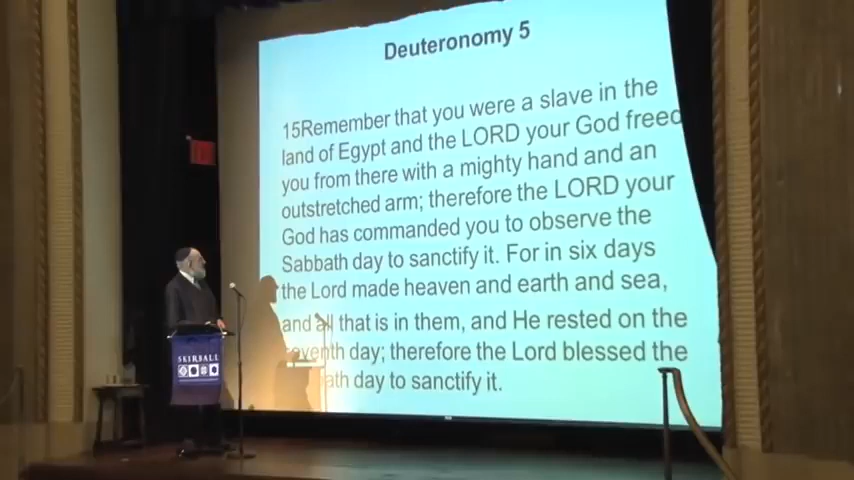 Deuteronomy 5
15Remember that you were a slave in the
land of Egypt and the LORD your God freed
you from there with a mighty hand and an
outstretched arm; therefore the LORD your
God has commanded you to observe the
Sabbath day to sanctify it. For in six days
the Lord made heaven and earth and sea,
and all that is in them, and He rested on the
seventh day; therefore the Lord blessed the
ath day to sanctify it.
SKIRBALL